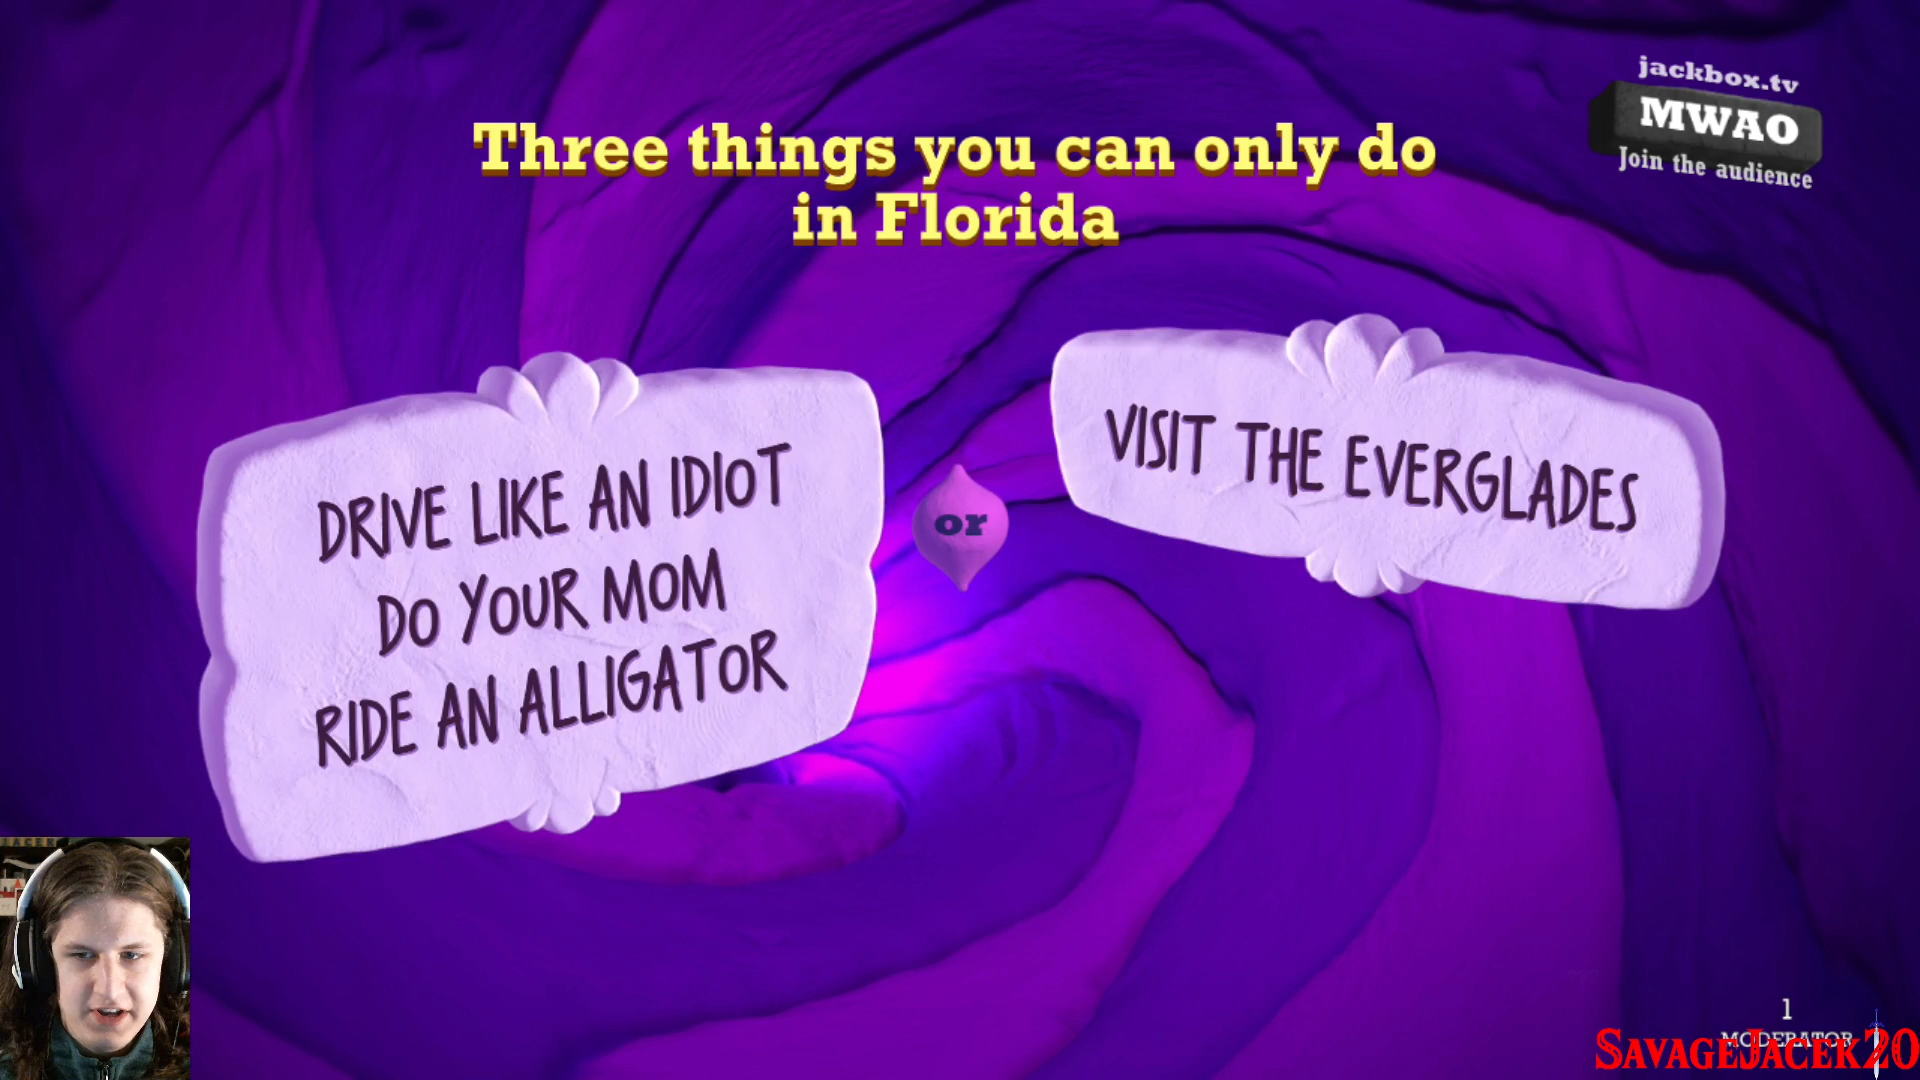 jackbox.tv
MWAO
Join the audience
Three things you can only do
in Florida
DRIVE LIKE AN IDIOT
DO YOUR MOM
RIDE AN ALLIGATOR
or
VISIT THE EVERGLADES
1
MODERATOR
SAVAGEJACEK20